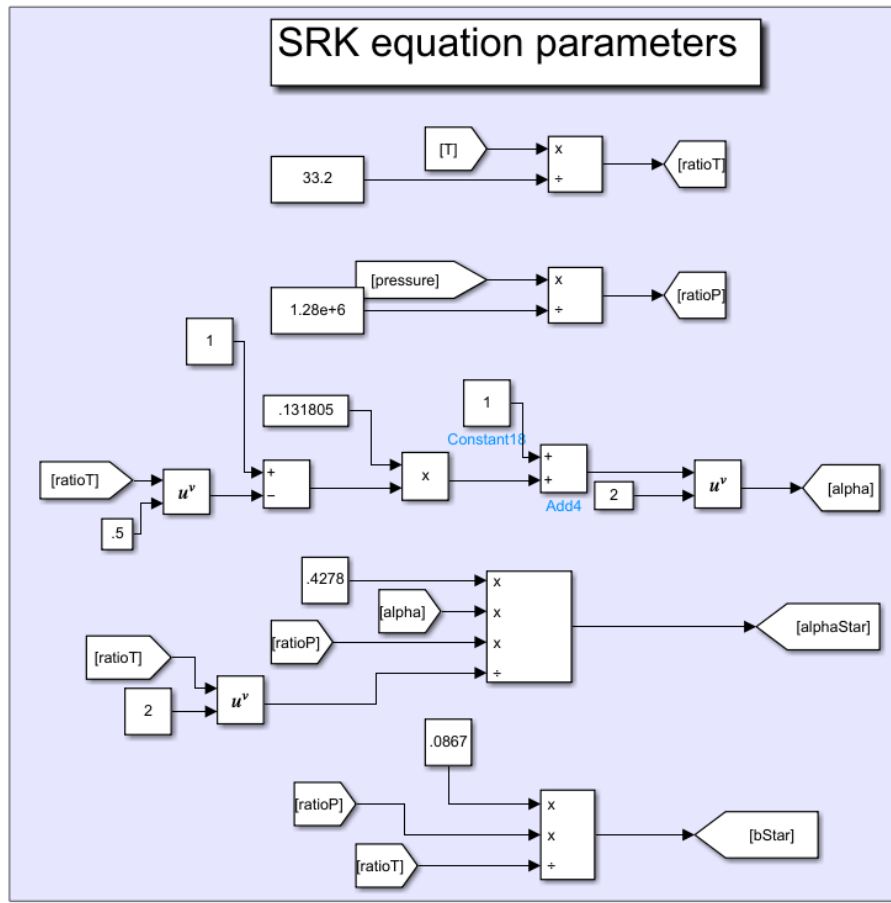 SRK equation parameters
[T]
33.2
x
÷
[ratioT]
[pressure]
1.28e+6
x
÷
[ratioP]
1
.131805
1
Constant18
[ratioT]
.5
u^v
+
−
x
+
+
Add4
2
u^v
[alpha]
.4278
[alpha]
[ratioP]
[ratioT]
2
u^v
x
x
x
÷
[alphaStar]
.0867
[ratioP]
[ratioT]
x
x
÷
[bStar]